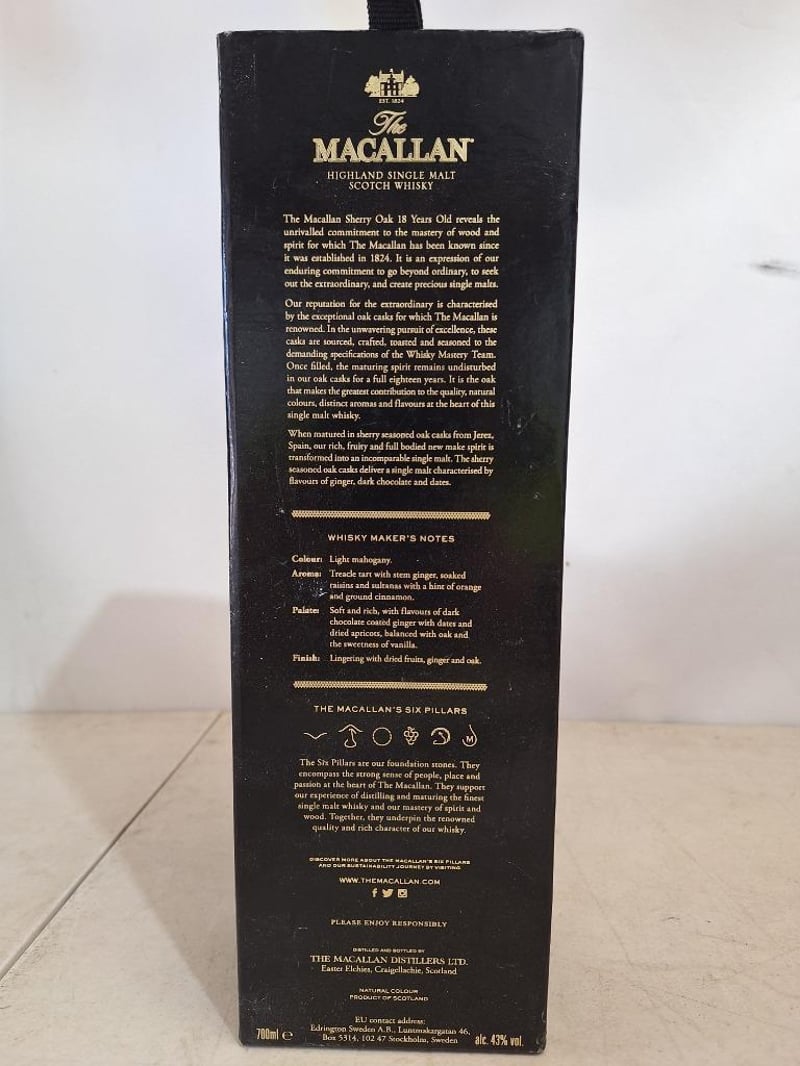 EST. 1824
The
MACALLAN
HIGHLAND SINGLE MALT
SCOTCH WHISKY
The Macallan Sherry Oak 18 Years Old reveals the
unrivalled commitment to the mastery of wood and
spirit for which The Macallan has been known since
it was established in 1824. It is an expression of our
enduring commitment to go beyond ordinary, to seek
out the extraordinary, and create precious single malts.
Our reputation for the extraordinary is characterised
by the exceptional oak casks for which The Macallan is
renowned. In the unwavering pursuit of excellence, these
casks are sourced, crafted, toasted and seasoned to the
demanding specifications of the Whisky Mastery Team.
Once filled, the maturing spirit remains undisturbed
in our oak casks for a full eighteen years. It is the oak
that makes the greatest contribution to the quality, natural
colours, distinct aromas and flavours at the heart of this
single malt whisky.
When matured in sherry seasoned oak casks from Jerez,
Spain, our rich, fruity and full bodied new make spirit is
transformed into an incomparable single malt. The sherry
seasoned oak casks deliver a single malt characterised by
flavours of ginger, dark chocolate and dates.
WHISKY MAKER'S NOTES
Colour: Light mahogany.
Aroma: Treacle tart with stem ginger, soaked
raisins and sultanas with a hint of orange
and ground cinnamon.
Palate: Soft and rich, with flavours of dark
chocolate coated ginger with dates and
dried apricots, balanced with oak and
the sweetness of vanilla.
Finish: Lingering with dried fruits, ginger and oak.
THE MACALLAN'S SIX PILLARS
M
The Six Pillars are our foundation stones. They
encompass the strong sense of people, place and
passion at the heart of The Macallan. They support
our experience of distilling and maturing the finest
single malt whisky and our mastery of spirit and
wood. Together, they underpin the renowned
quality and rich character of our whisky.
DISCOVER MORE ABOUT THE MACALLAN'S SIX PILLARS
AND OUR SUSTAINABILITY JOURNEY BY VISITING
WWW.THEMACALLAN.COM
PLEASE ENJOY RESPONSIBLY
DISTILLED AND BOTTLED BY
THE MACALLAN DISTILLERS LTD.
Easter Elchies, Craigellachie, Scotland
NATURAL COLOUR
PRODUCT OF SCOTLAND
EU contact address:
Edrington Sweden A.B., Luntmakargatan 46,
Box 5314, 102 47 Stockholm, Sweden
700ml e
alc. 43% vol.